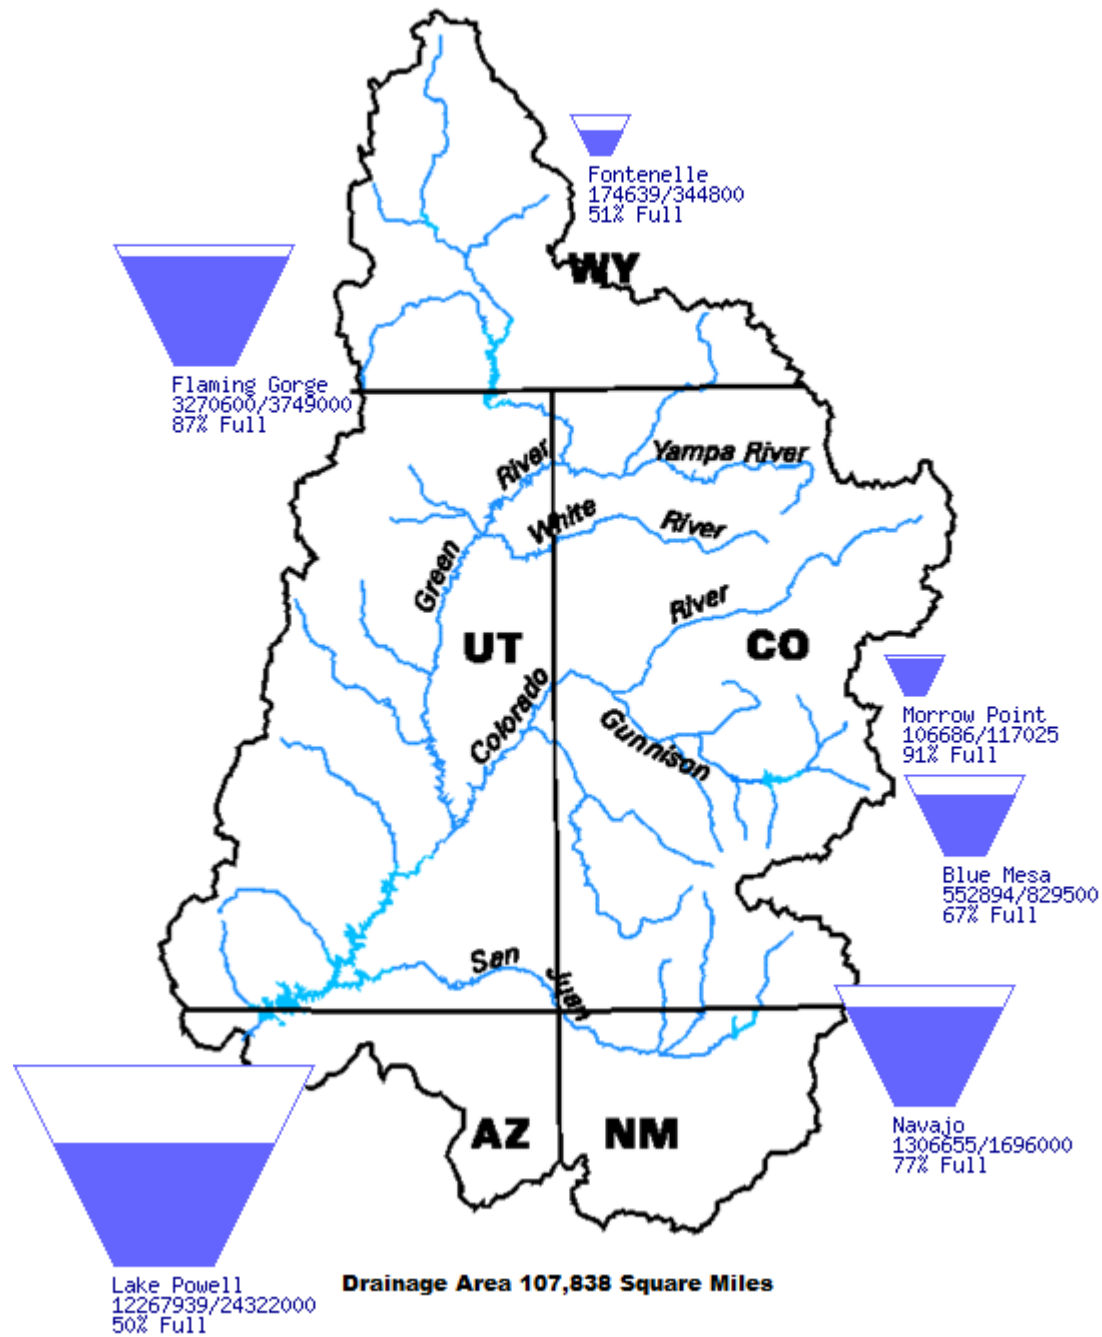 Fontenelle
174639/344800
51% Full
WY
Flaming Gorge
3270600/3749000
87% Full
Yampa River
River
White
River
Green
River
UT
CO
Colorado
Gunnison
Morrow Point
106686/117025
91% Full
Blue Mesa
552894/829500
67% Full
San
Juan
AZ
NM
Navajo
1306655/1696000
77% Full
Lake Powell
12267939/24322000
50% Full
Drainage Area 107,838 Square Miles